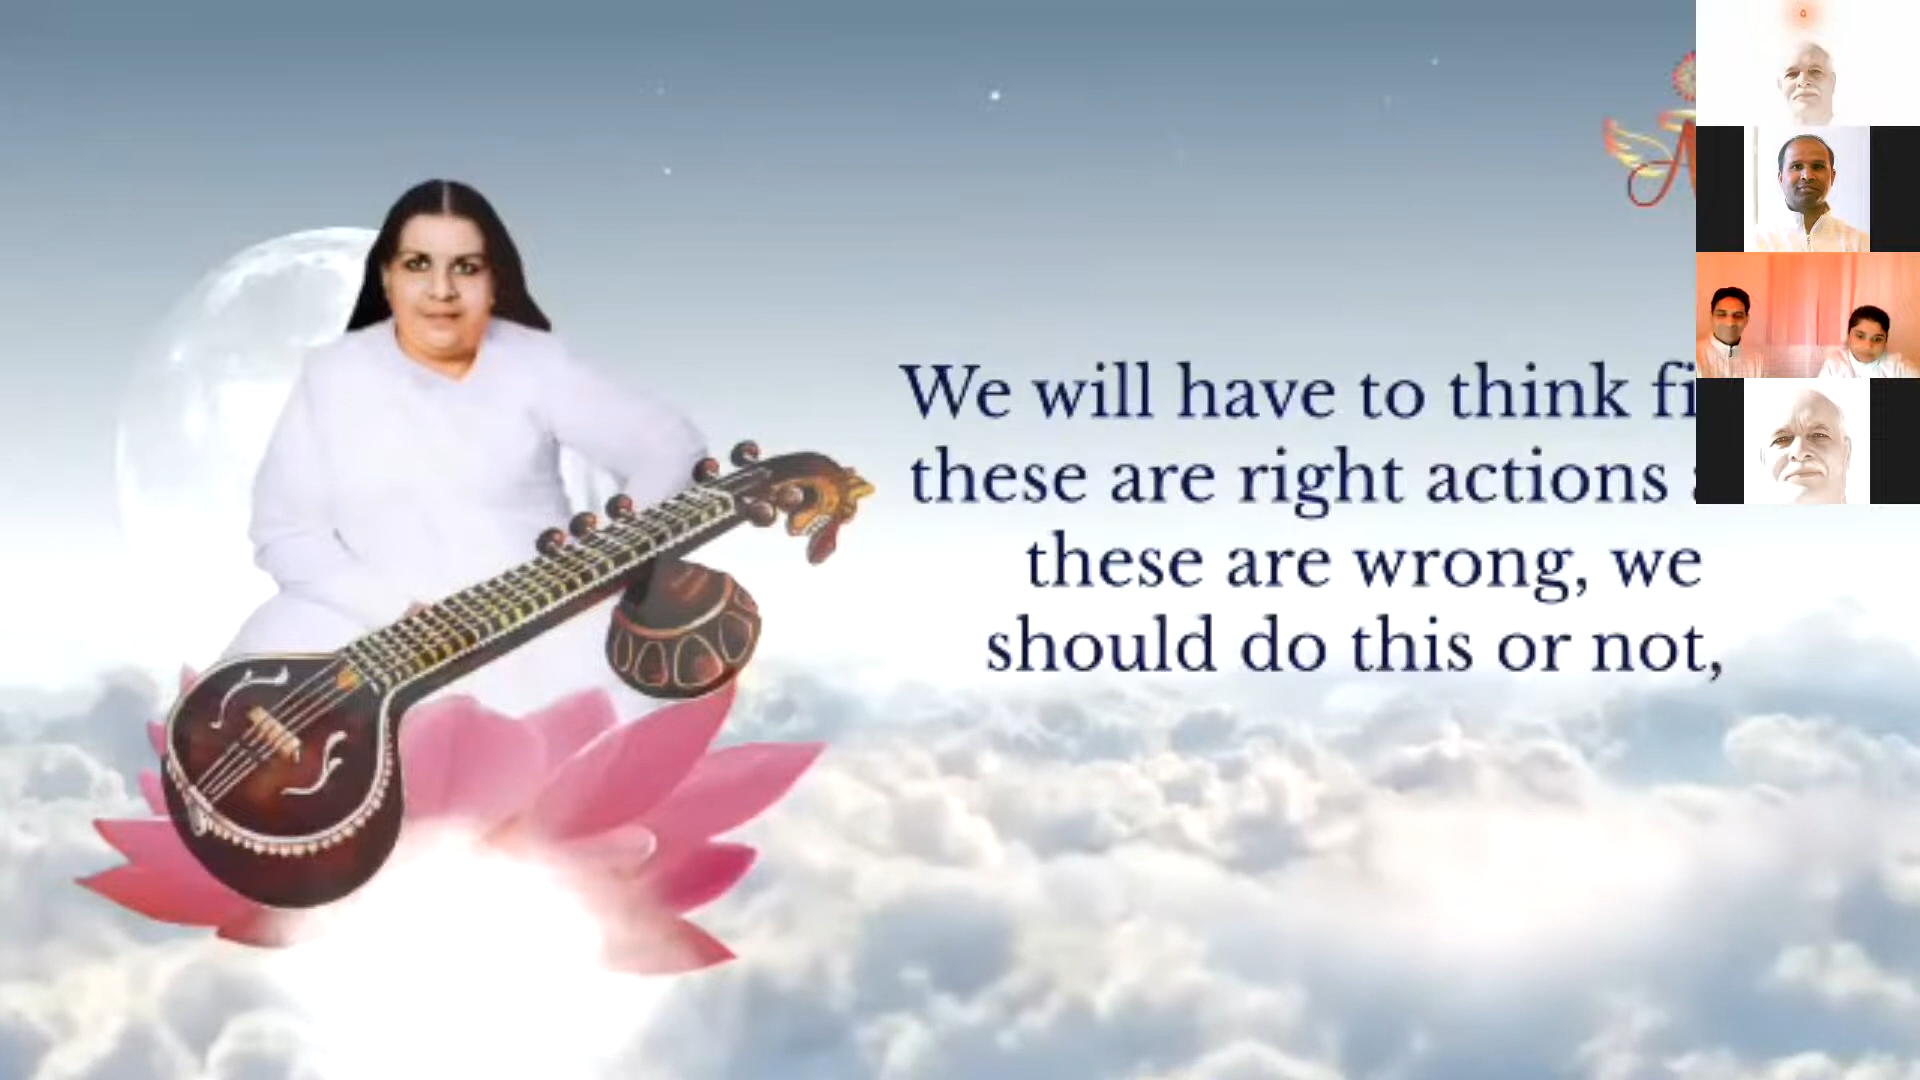 We will have to think
these are right actions
these are wrong, we
should do this or not,